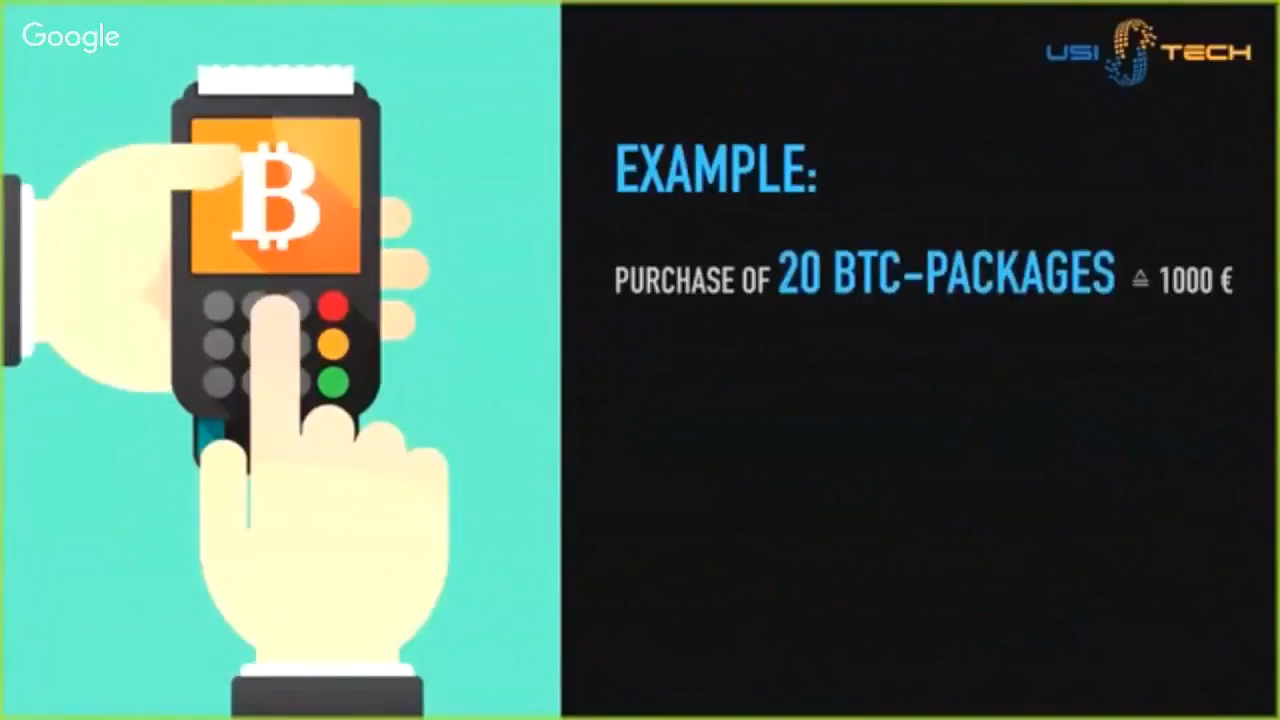 Google
USI TECH
EXAMPLE:
PURCHASE OF 20 BTC-PACKAGES ≙ 1000 €